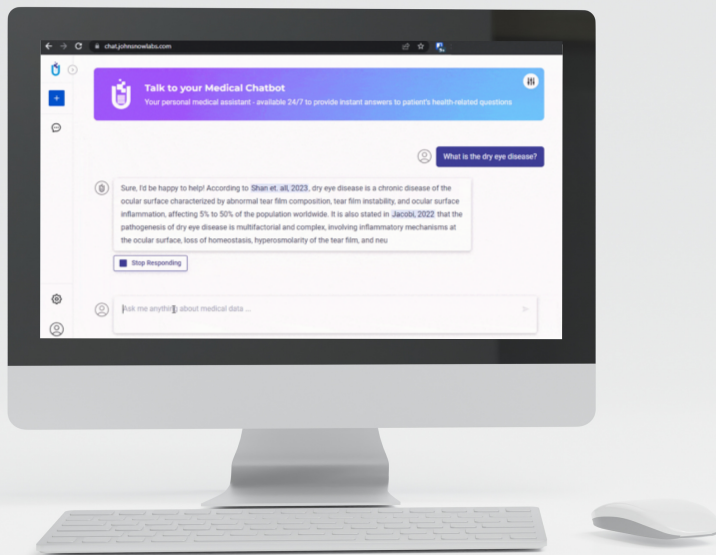 chat.johnsnowlabs.com
Talk to your Medical Chatbot
Your personal medical assistant - available 24/7 to provide instant answers to patient's health-related questions
What is the dry eye disease?
Sure, I'd be happy to help! According to Shan et. all, 2023, dry eye disease is a chronic disease of the
ocular surface characterized by abnormal tear film composition, tear film instability, and ocular surface
inflammation, affecting 5% to 50% of the population worldwide. It is also stated in Jacobi, 2022 that the
pathogenesis of dry eye disease is multifactorial and complex, involving inflammatory mechanisms at
the ocular surface, loss of homeostasis, hyperosmolarity of the tear film, and neu
Stop Responding
Ask me anything about medical data ...